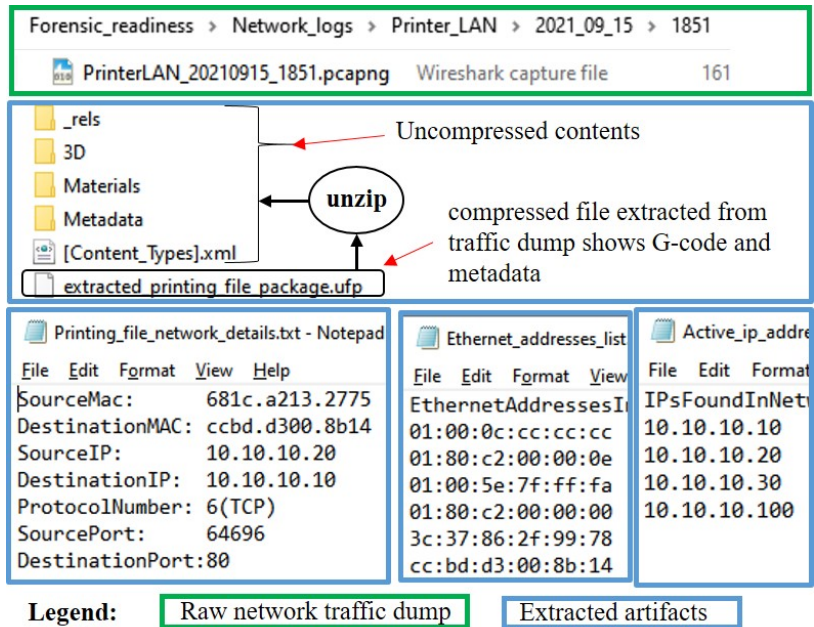 Forensic_readiness > Network_logs > Printer_LAN > 2021_09_15 > 1851
PrinterLAN_20210915_1851.pcapng Wireshark capture file 161
_rels
3D
Materials
Metadata
[Content_Types].xml
extracted_printing_file_package.ufp
Uncompressed contents
unzip
compressed file extracted from
traffic dump shows G-code and
metadata
Printing_file_network_details.txt - Notepad
File Edit Format View Help
SourceMac: 681c.a213.2775
DestinationMAC: ccbd.d300.8b14
SourceIP: 10.10.10.20
DestinationIP: 10.10.10.10
ProtocolNumber: 6(TCP)
SourcePort: 64696
DestinationPort:80
Ethernet_addresses_list
File Edit Format View
EthernetAddressesI
01:00:0c:cc:cc:cc
01:80:c2:00:00:0e
01:00:5e:7f:ff:fa
01:80:c2:00:00:00
3c:37:86:2f:99:78
cc:bd:d3:00:8b:14
Active_ip_addre
File Edit Format
IPsFoundInNet
10.10.10.10
10.10.10.20
10.10.10.30
10.10.10.100
Legend: Raw network traffic dump Extracted artifacts